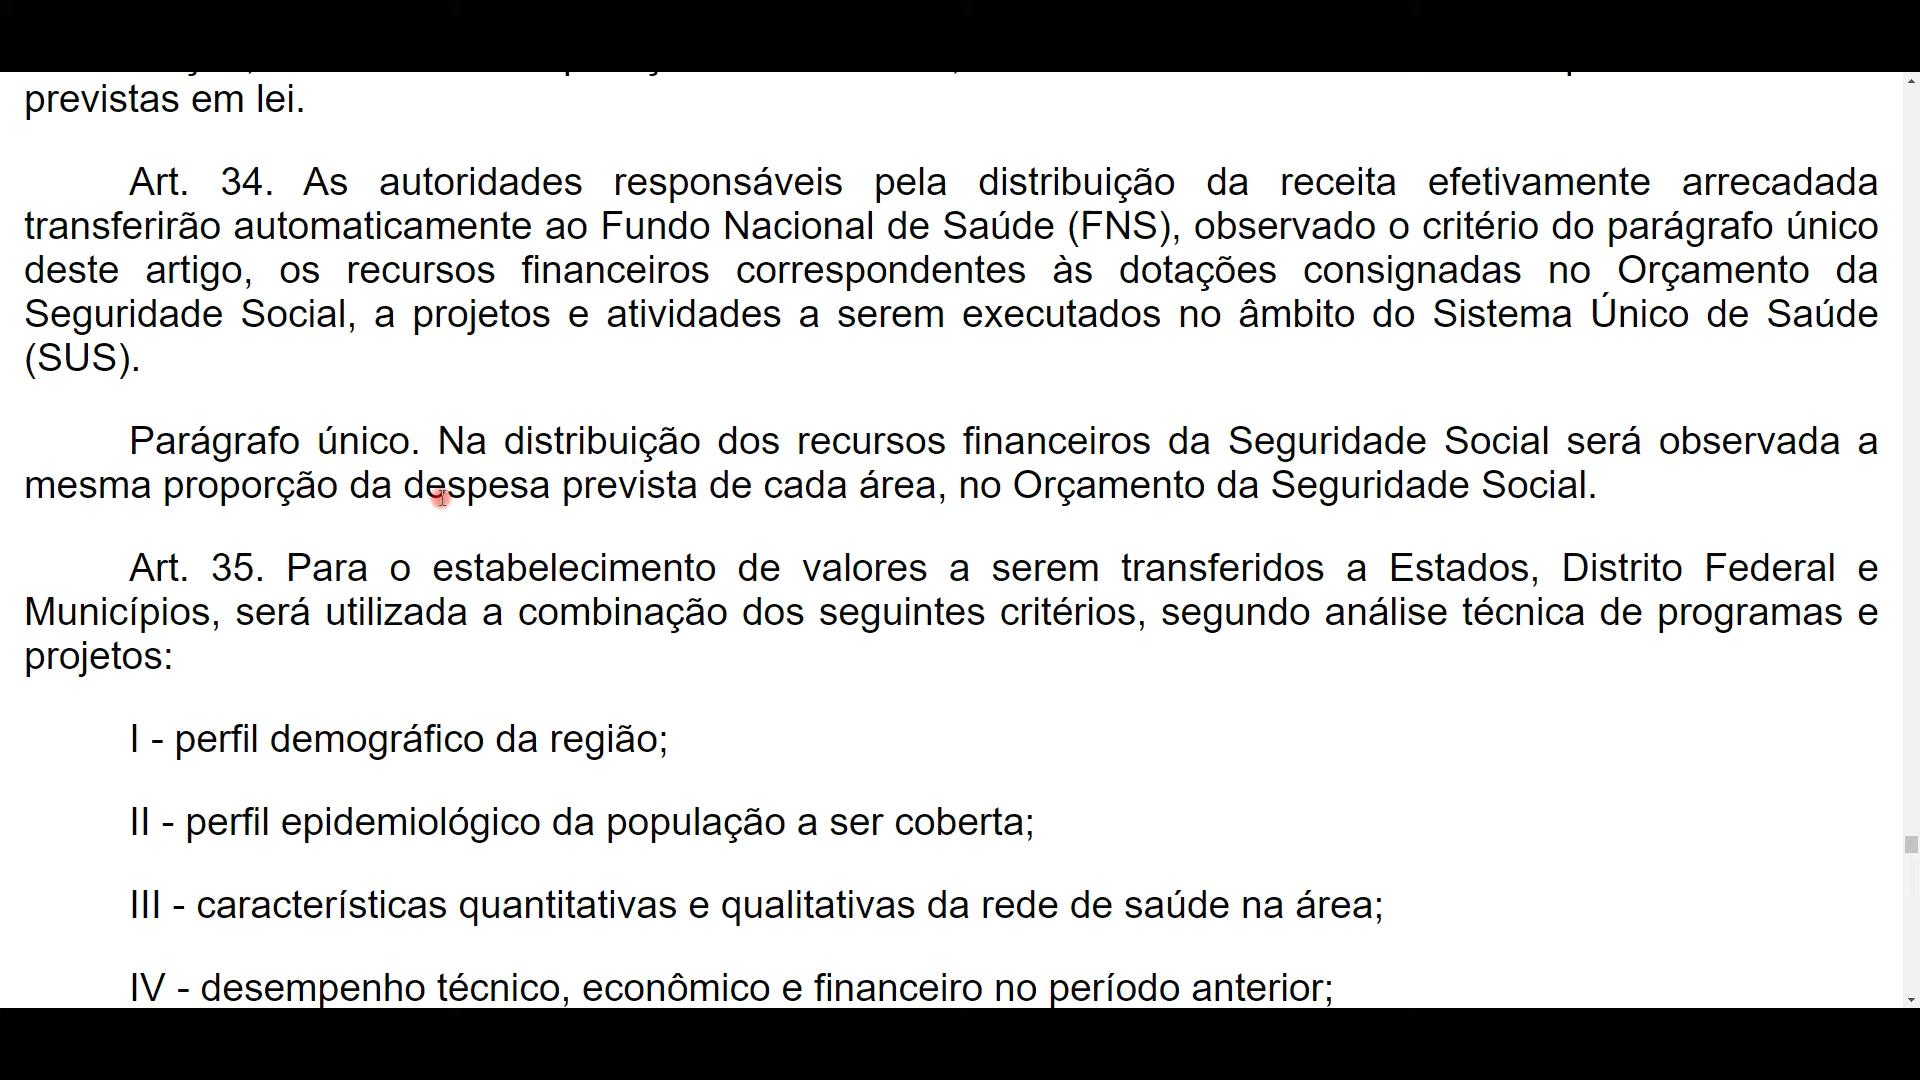 previstas em lei.
Art. 34. As autoridades responsáveis pela distribuição da receita efetivamente arrecadada
transferirão automaticamente ao Fundo Nacional de Saúde (FNS), observado o critério do parágrafo único
deste artigo, os recursos financeiros correspondentes às dotações consignadas no Orçamento da
Seguridade Social, a projetos e atividades a serem executados no âmbito do Sistema Único de Saúde
(SUS).
Parágrafo único. Na distribuição dos recursos financeiros da Seguridade Social será observada a
mesma proporção da despesa prevista de cada área, no Orçamento da Seguridade Social.
Art. 35. Para o estabelecimento de valores a serem transferidos a Estados, Distrito Federal e
Municípios, será utilizada a combinação dos seguintes critérios, segundo análise técnica de programas e
projetos:
I - perfil demográfico da região;
II - perfil epidemiológico da população a ser coberta;
III - características quantitativas e qualitativas da rede de saúde na área;
IV - desempenho técnico, econômico e financeiro no período anterior;